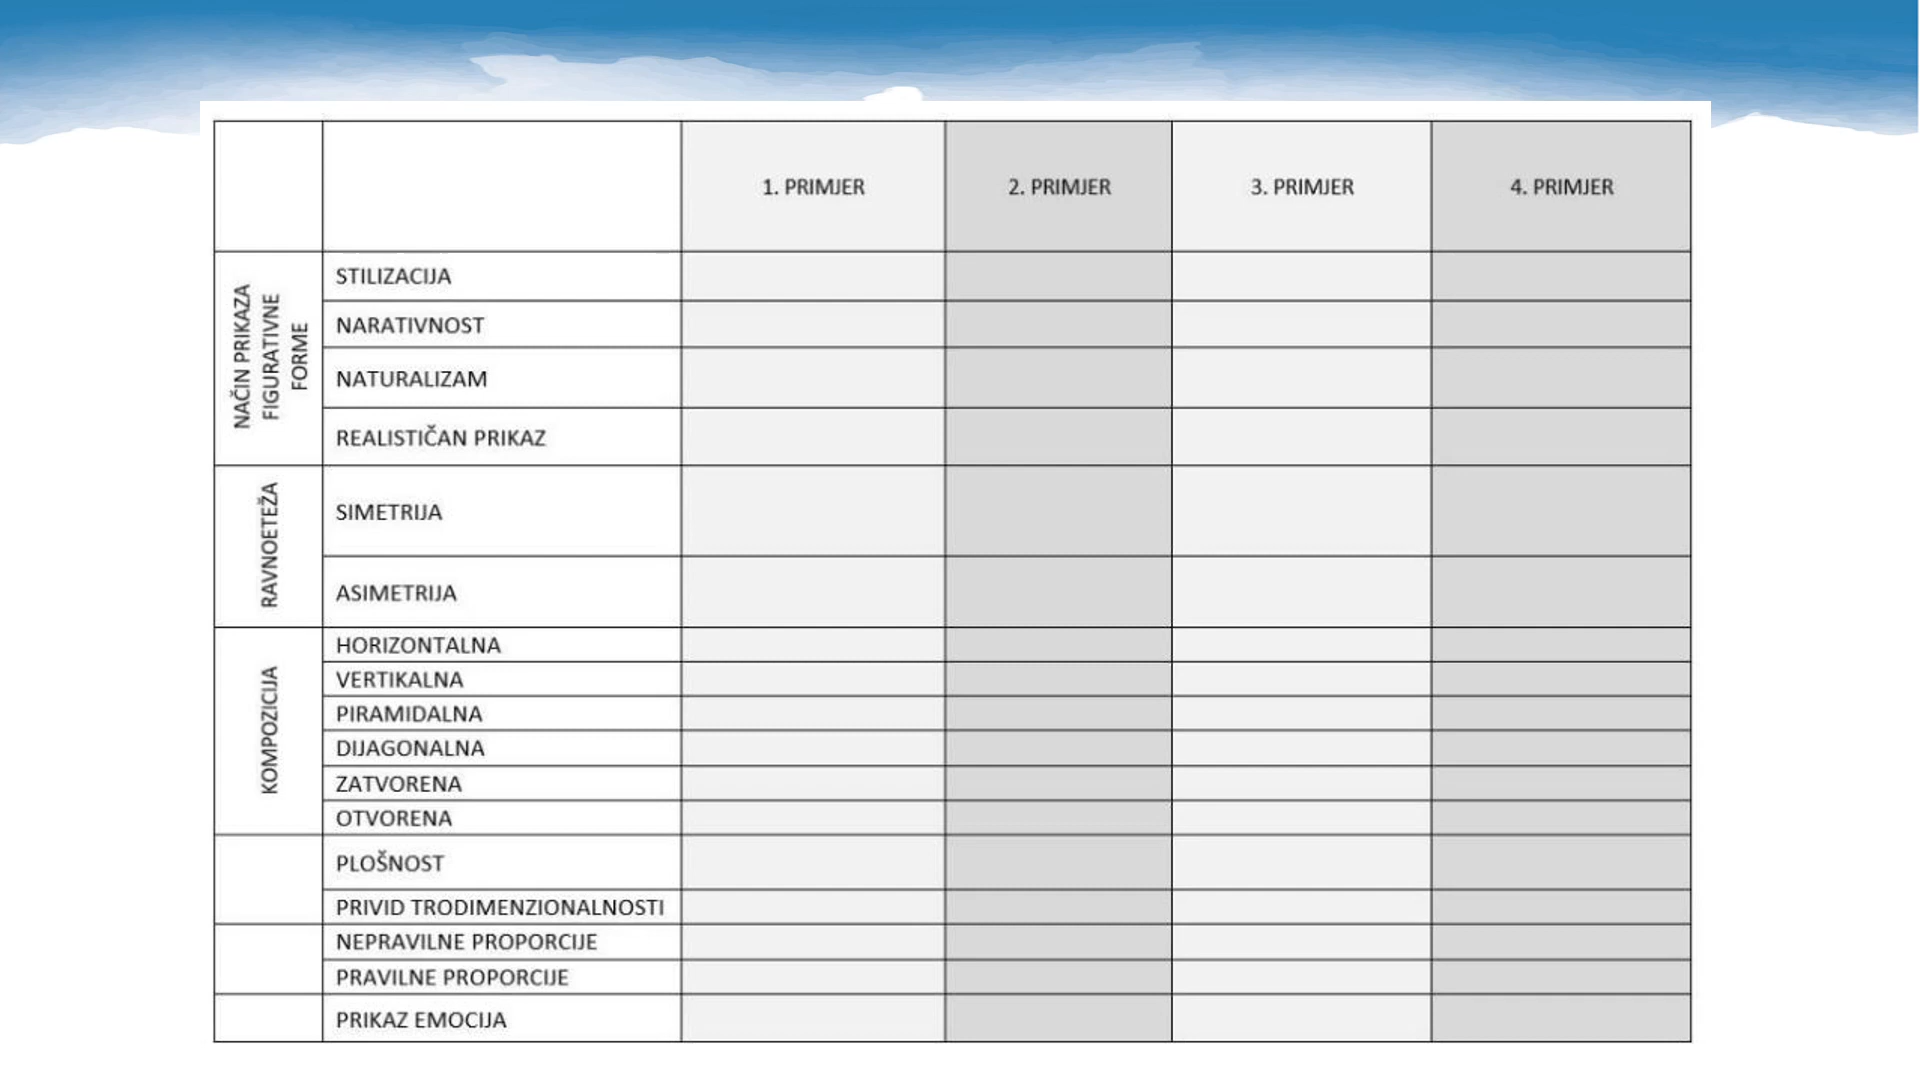 1. PRIMJER 2. PRIMJER 3. PRIMJER 4. PRIMJER
NAČIN PRIKAZA
FIGURATIVNE
FORME
STILIZACIJA
NARATIVNOST
NATURALIZAM
REALISTIČAN PRIKAZ
RAVNOETEŽA
SIMETRIJA
ASIMETRIJA
KOMPOZICIJA
HORIZONTALNA
VERTIKALNA
PIRAMIDALNA
DIJAGONALNA
ZATVORENA
OTVORENA
PLOŠNOST
PRIVID TRODIMENZIONALNOSTI
NEPRAVILNE PROPORCIJE
PRAVILNE PROPORCIJE
PRIKAZ EMOCIJA